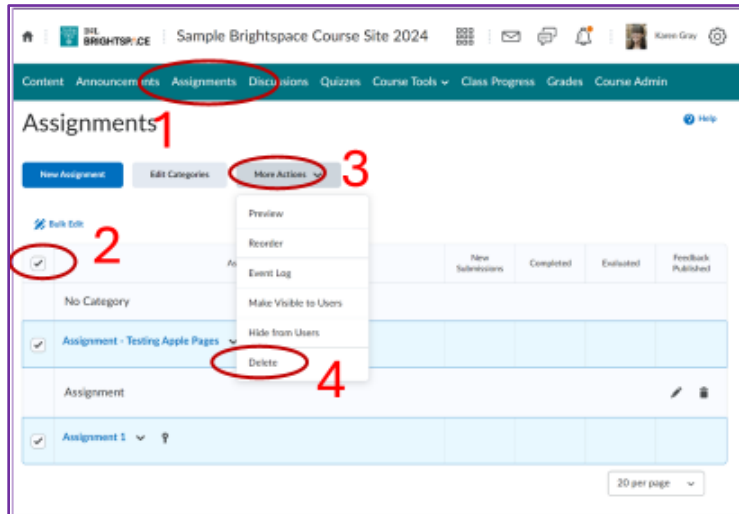 D2L
BRIGHTSPACE
Sample Brightspace Course Site 2024
Karen Gray
Content Announcements Assignments Discussions Quizzes Course Tools Class Progress Grades Course Admin
Assignments
1
Help
New Assignment Edit Categories More Actions
3
Preview
Bulk Edit
2
Reorder
As
New Submissions
Completed
Evaluated
Feedback Published
Event Log
No Category
Make Visible to Users
Hide from Users
Assignment - Testing Apple Pages
Delete
4
Assignment
Assignment 1
20 per page